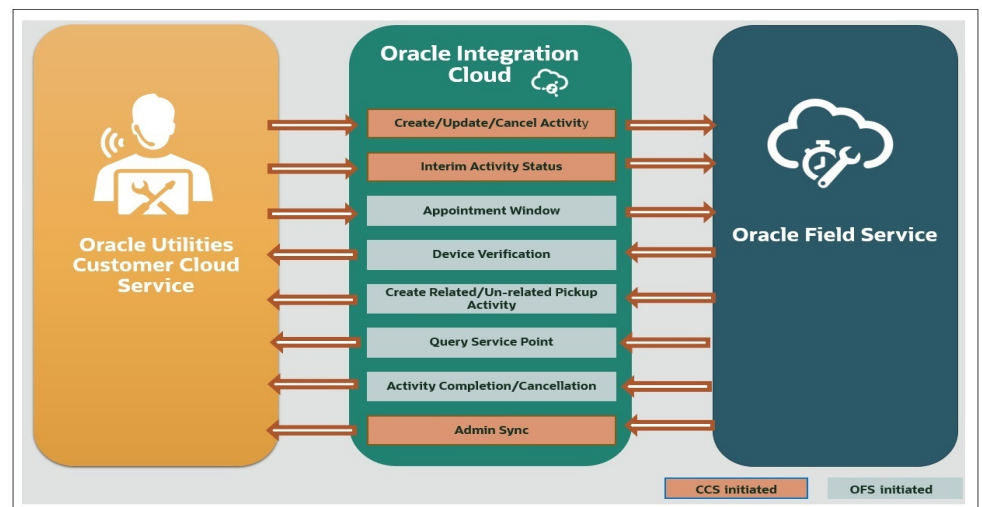 Oracle Integration
Cloud
Create/Update/Cancel Activity
Interim Activity Status
Appointment Window
Device Verification
Create Related/Un-related Pickup
Activity
Query Service Point
Activity Completion/Cancellation
Admin Sync
Oracle Utilities
Customer Cloud
Service
Oracle Field Service
CCS initiated
OFS initiated